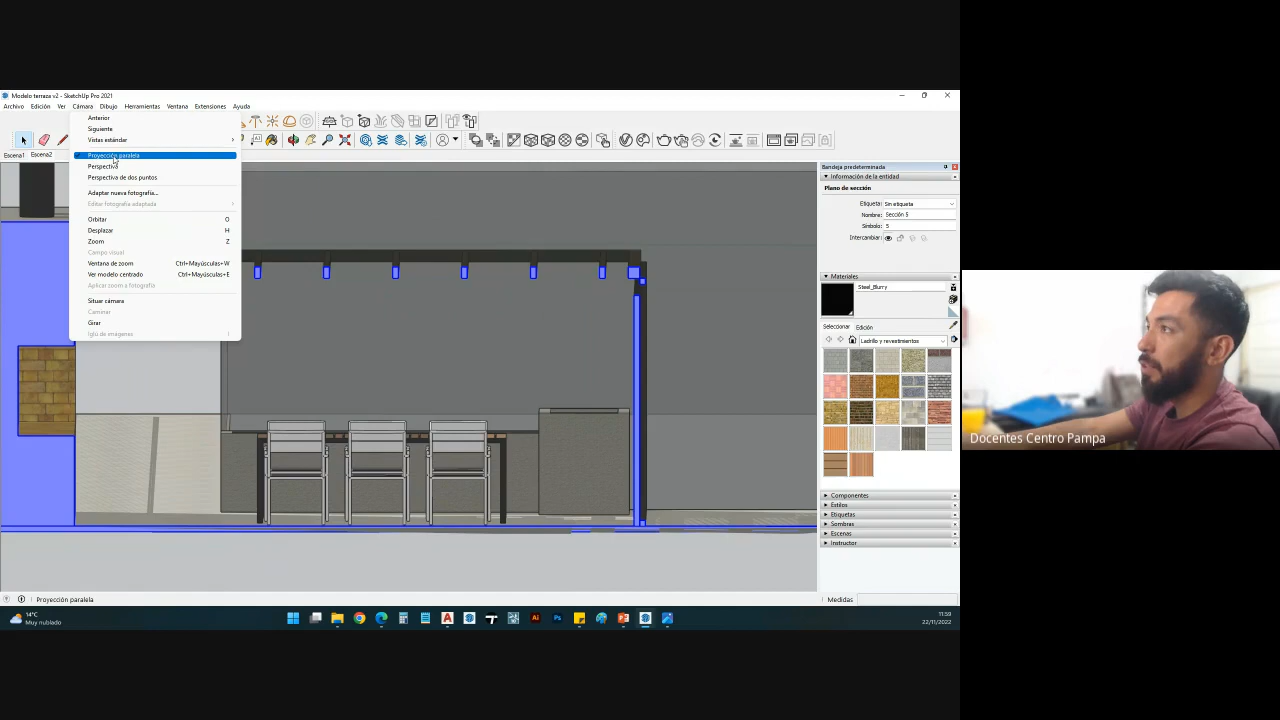 Modelo terraza v2 - SketchUp Pro 2021
Archivo Edición Ver Cámara Dibujo Herramientas Ventana Extensiones Ayuda
Escena1 Escena2
Anterior
Siguiente
Vistas estándar
Proyección paralela
Perspectiva
Perspectiva de dos puntos
Adaptar nueva fotografía...
Editar fotografía adaptada
Orbitar O
Desplazar H
Zoom Z
Campo visual
Ventana de zoom Ctrl+Mayúsculas+W
Ver modelo centrado Ctrl+Mayúsculas+E
Aplicar zoom a fotografía
Situar cámara
Caminar
Girar
Iglú de imágenes I
Bandeja predeterminada
Información de la entidad
Plano de sección
Etiqueta: Sin etiqueta
Nombre: Sección 5
Símbolo: 5
Intercambiar:
Materiales
Steel_Blurry
Seleccionar Edición
Ladrillo y revestimientos
Componentes
Estilos
Etiquetas
Sombras
Escenas
Instructor
Proyección paralela
Medidas
14°C
Muy nublado
11:59
22/11/2022
Docentes Centro Pampa